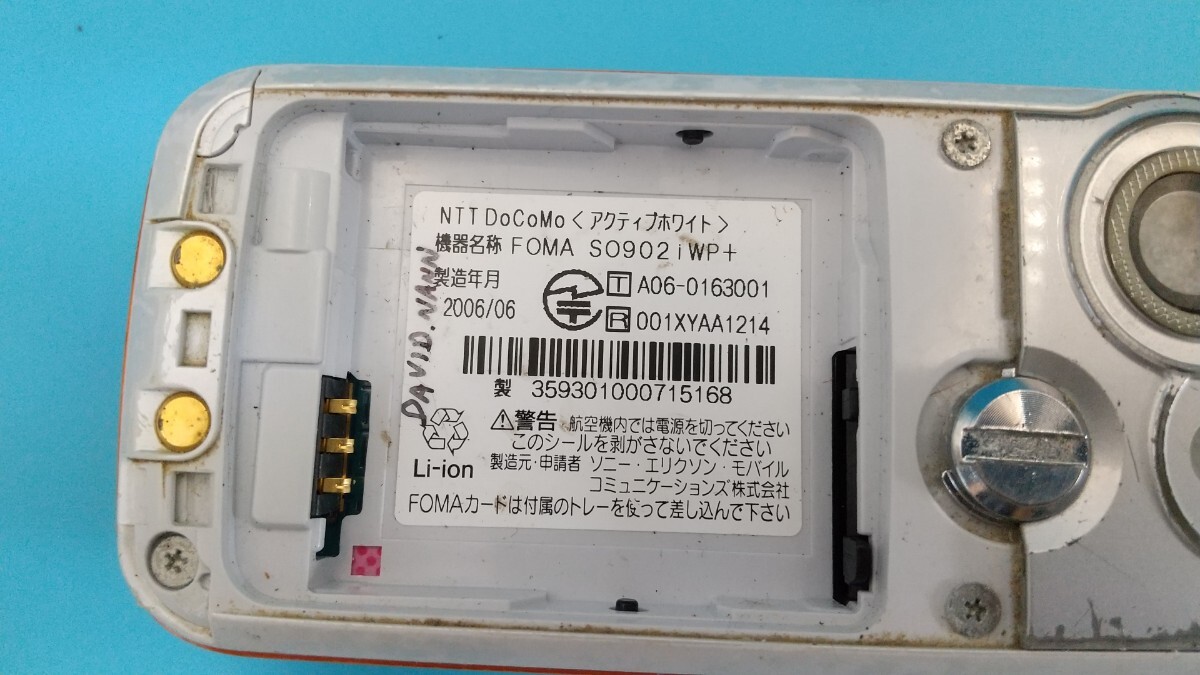 NTT DoCoMo＜アクティブホワイト＞
機器名称 FOMA SO902iWP+
製造年月
2006/06
T A06-0163001
R 001XYAA1214
製 359301000715168
⚠警告 航空機内では電源を切ってください
このシールを剥がさないでください
Li-ion
製造元・申請者 ソニー・エリクソン・モバイル
コミュニケーションズ株式会社
FOMAカードは付属のトレーを使って差し込んで下さい
DAVID.NANN